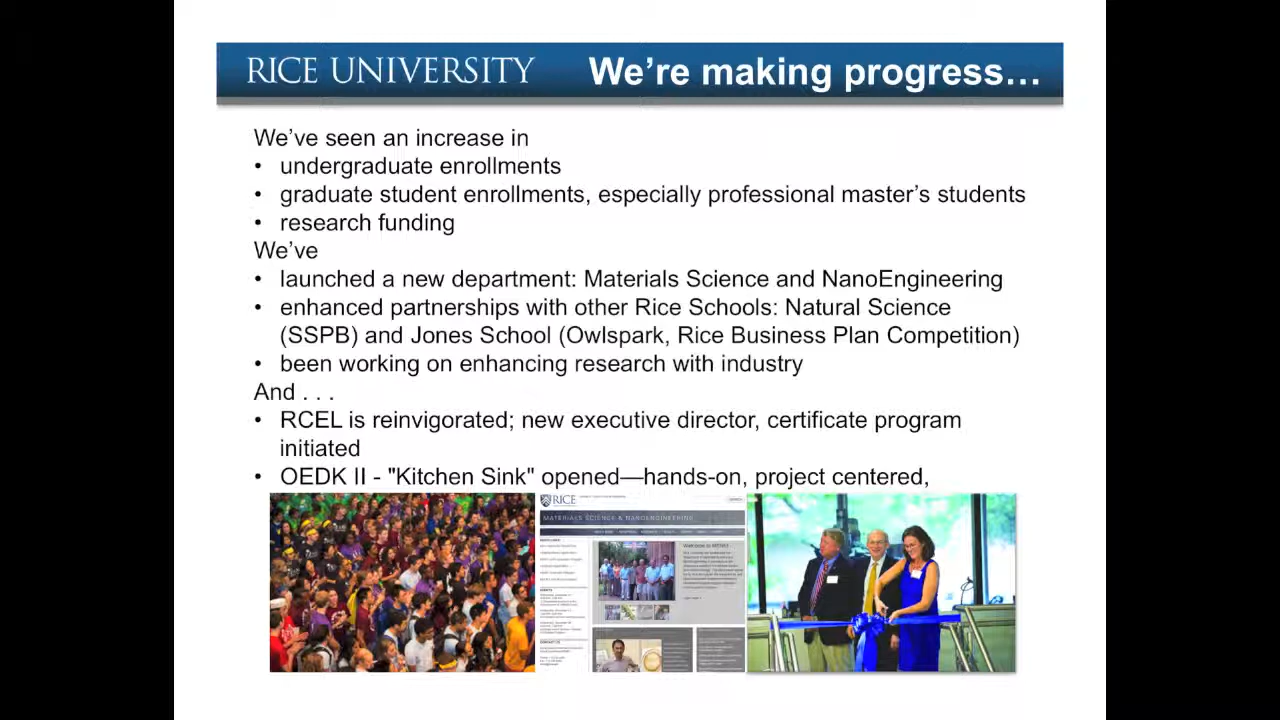 RICE UNIVERSITY We’re making progress…
We’ve seen an increase in
• undergraduate enrollments
• graduate student enrollments, especially professional master’s students
• research funding
We’ve
• launched a new department: Materials Science and NanoEngineering
• enhanced partnerships with other Rice Schools: Natural Science
(SSPB) and Jones School (Owlspark, Rice Business Plan Competition)
• been working on enhancing research with industry
And . . .
• RCEL is reinvigorated; new executive director, certificate program
initiated
• OEDK II - "Kitchen Sink" opened—hands-on, project centered,
RICE
MATERIALS SCIENCE & NANOENGINEERING
Welcome to MSNE